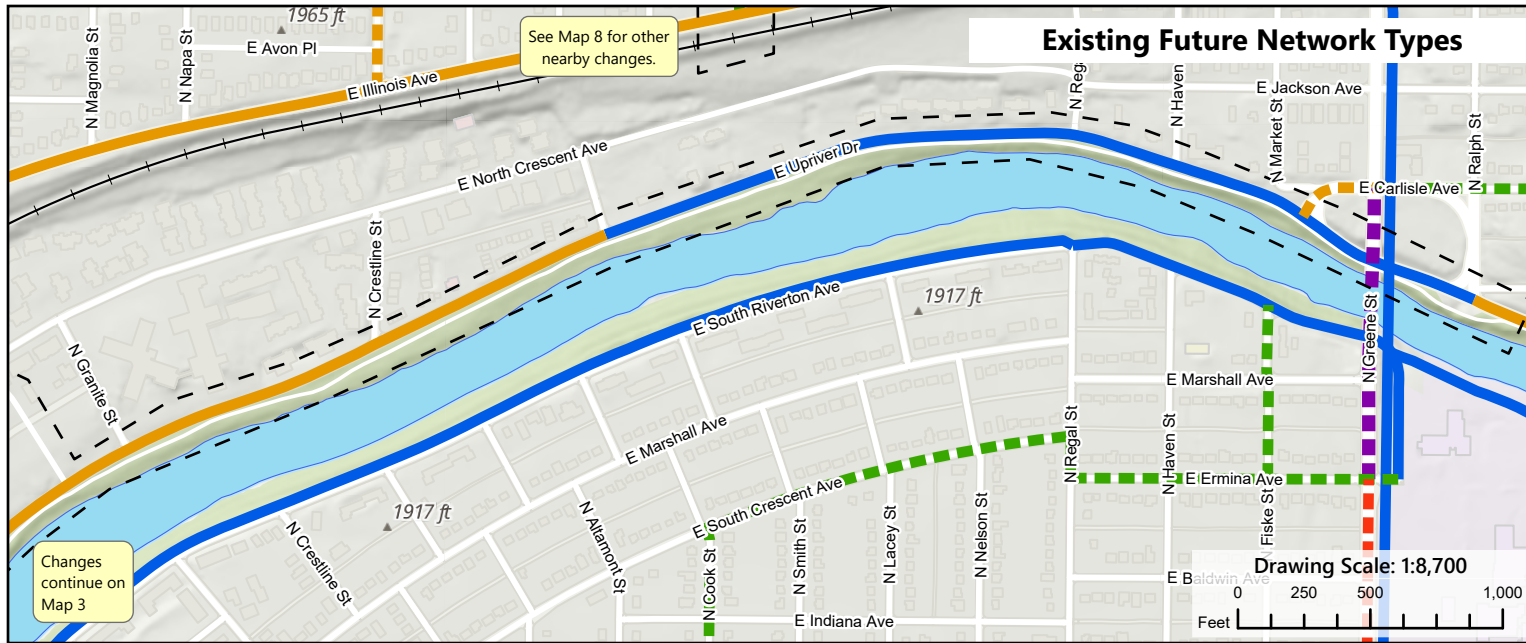 Existing Future Network Types
1965 ft
E Avon Pl
N Magnolia St
N Napa St
E Illinois Ave
See Map 8 for other
nearby changes.
N Haven
E Jackson Ave
N Market St
N Ralph St
E North Crescent Ave
E Upriver Dr
E Carlisle Ave
N Crestline St
N Granite St
E South Riverton Ave
1917 ft
N Greene St
E Marshall Ave
E Marshall Ave
N Regal St
N Haven St
E Ermina Ave
E South Crescent Ave
1917 ft
N Crestline St
N Altamont St
N Cook St
N Smith St
N Lacey St
N Nelson St
N Fiske St
Changes
continue on
Map 3
E Baldwin Ave
E Indiana Ave
Drawing Scale: 1:8,700
0 250 500 1,000
Feet